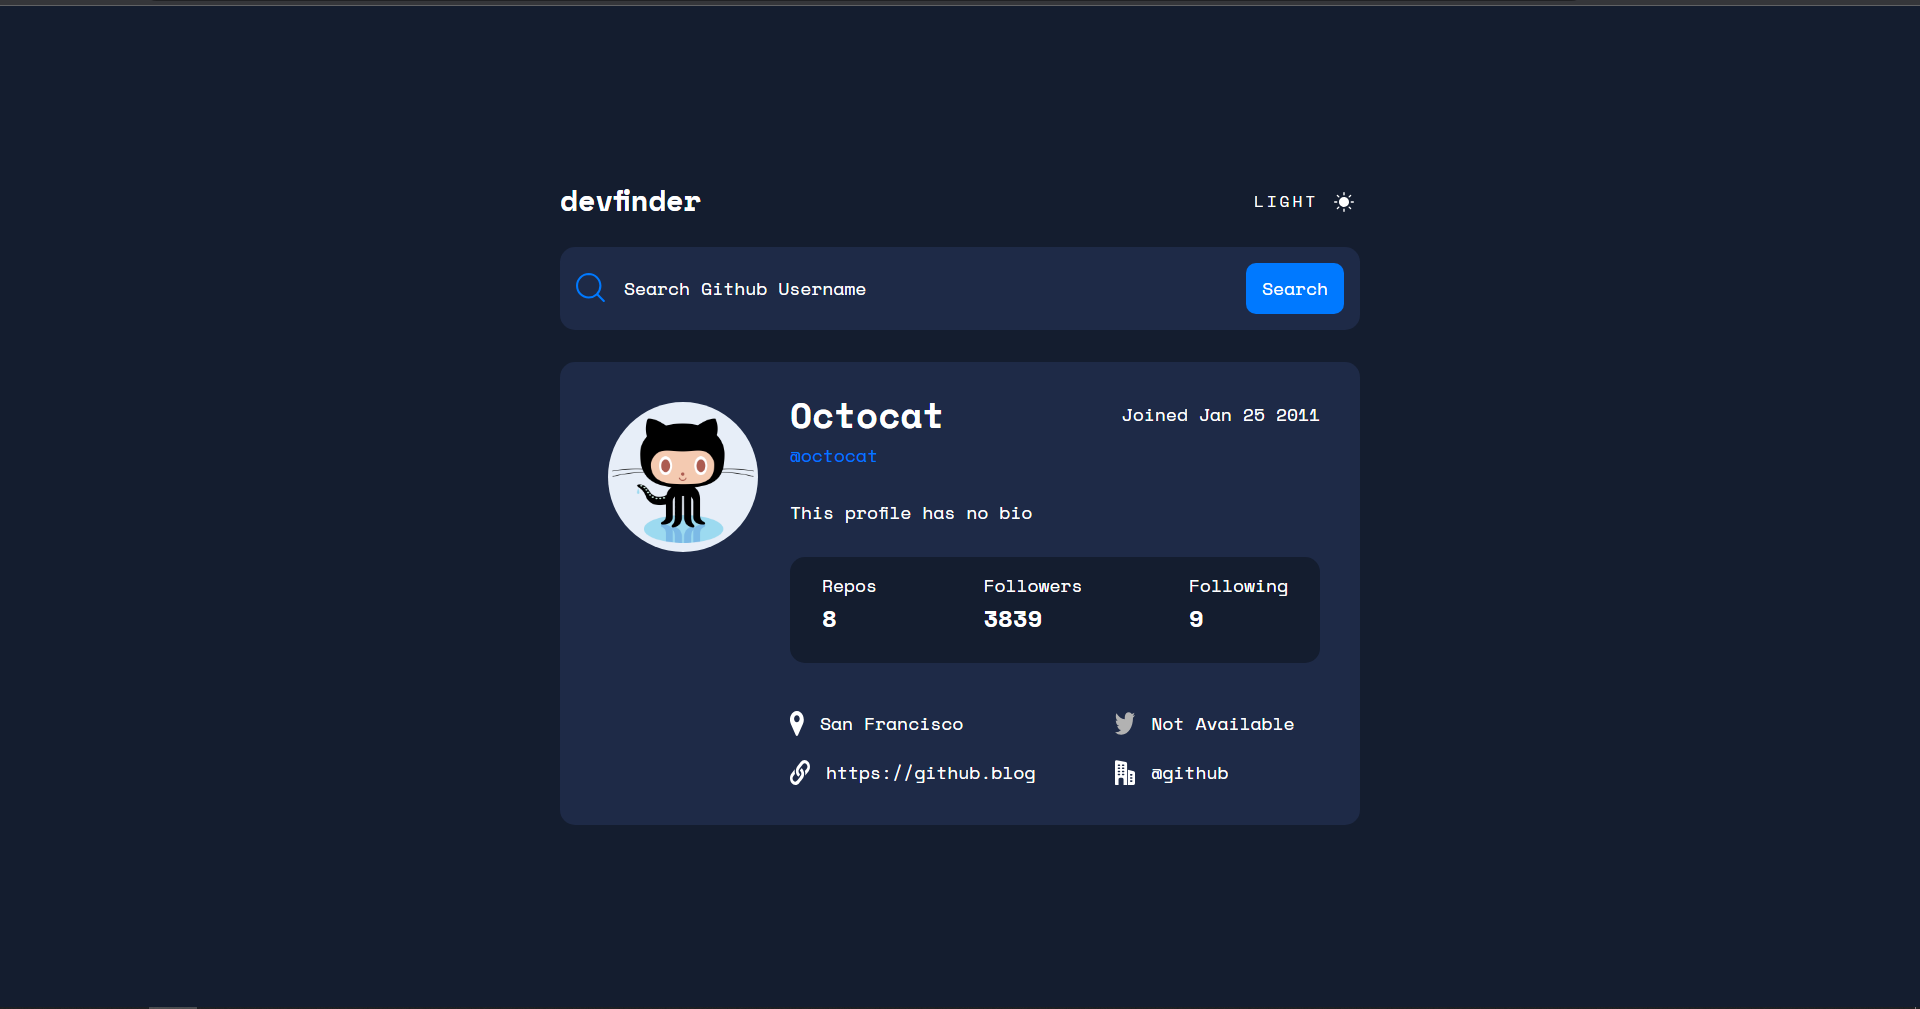 devfinder
LIGHT
Search Github Username
Search
Octocat
Joined Jan 25 2011
@octocat
This profile has no bio
Repos
Followers
Following
8
3839
9
San Francisco
Not Available
https://github.blog
@github